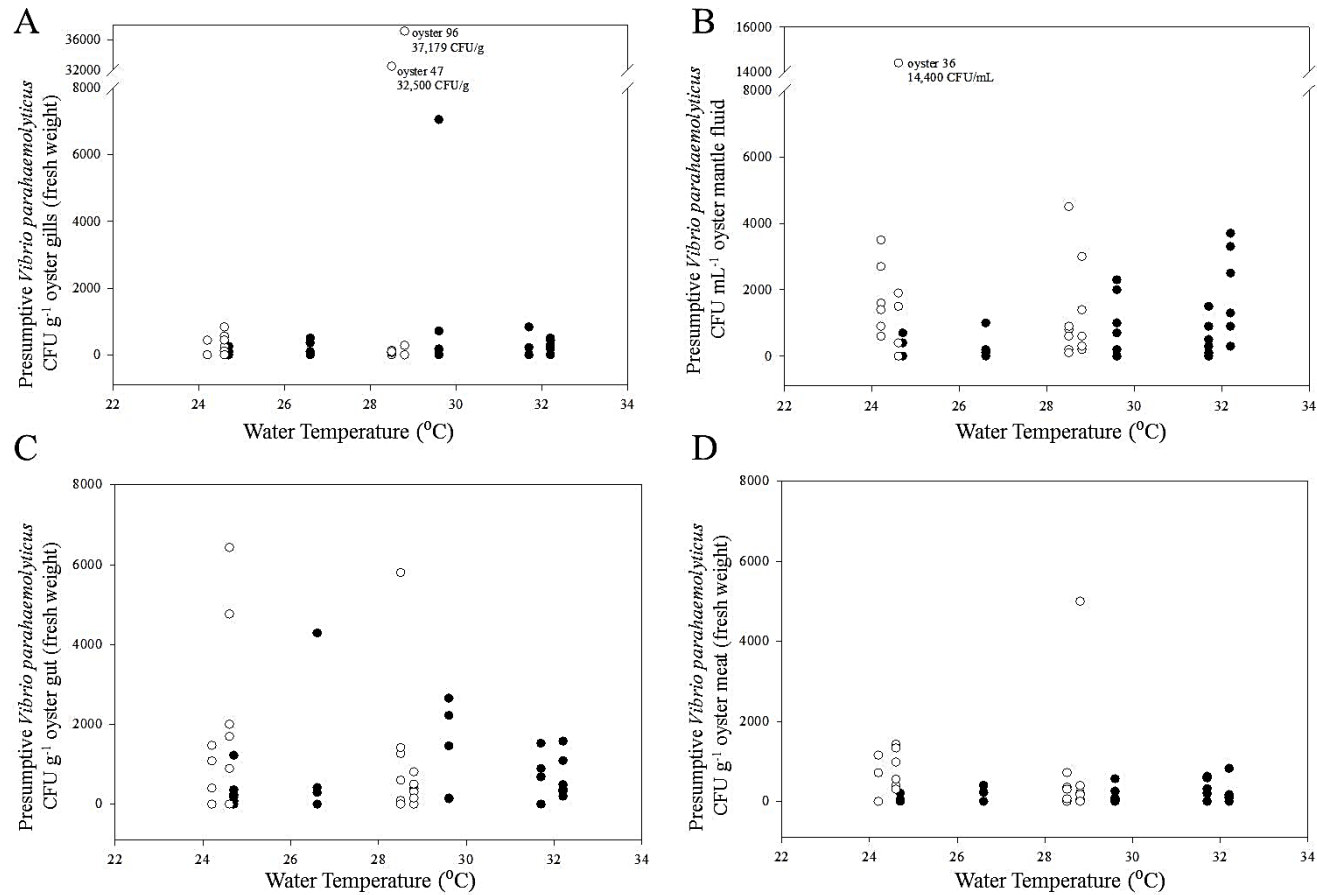 A
Presumptive Vibrio parahaemolyticus
CFU g-1 oyster gills (fresh weight)
36000
32000
8000
6000
4000
2000
0
oyster 96
37,179 CFU/g
oyster 47
32,500 CFU/g
22 24 26 28 30 32 34
Water Temperature (⁰C)
B
Presumptive Vibrio parahaemolyticus
CFU mL-1 oyster mantle fluid
16000
14000
8000
6000
4000
2000
0
oyster 36
14,400 CFU/mL
22 24 26 28 30 32 34
Water Temperature (⁰C)
C
Presumptive Vibrio parahaemolyticus
CFU g-1 oyster gut (fresh weight)
8000
6000
4000
2000
0
22 24 26 28 30 32 34
Water Temperature (⁰C)
D
Presumptive Vibrio parahaemolyticus
CFU g-1 oyster meat (fresh weight)
8000
6000
4000
2000
0
22 24 26 28 30 32 34
Water Temperature (⁰C)